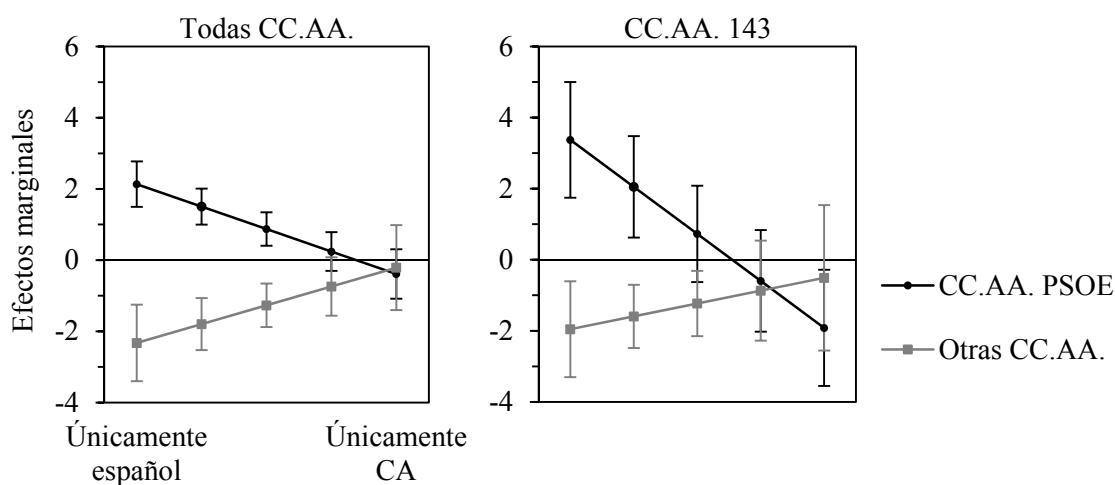 Todas CC.AA.
CC.AA. 143
Efectos marginales
6
4
2
0
-2
-4
6
4
2
0
-2
-4
Únicamente
español
Únicamente
CA
CC.AA. PSOE
Otras CC.AA.